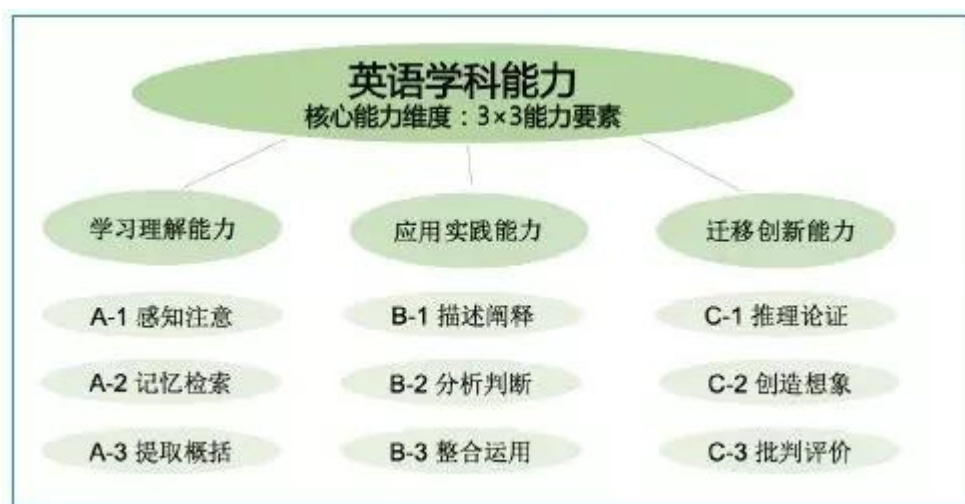 英语学科能力
核心能力维度：3×3能力要素
学习理解能力
应用实践能力
迁移创新能力
A-1 感知注意
B-1 描述阐释
C-1 推理论证
A-2 记忆检索
B-2 分析判断
C-2 创造想象
A-3 提取概括
B-3 整合运用
C-3 批判评价